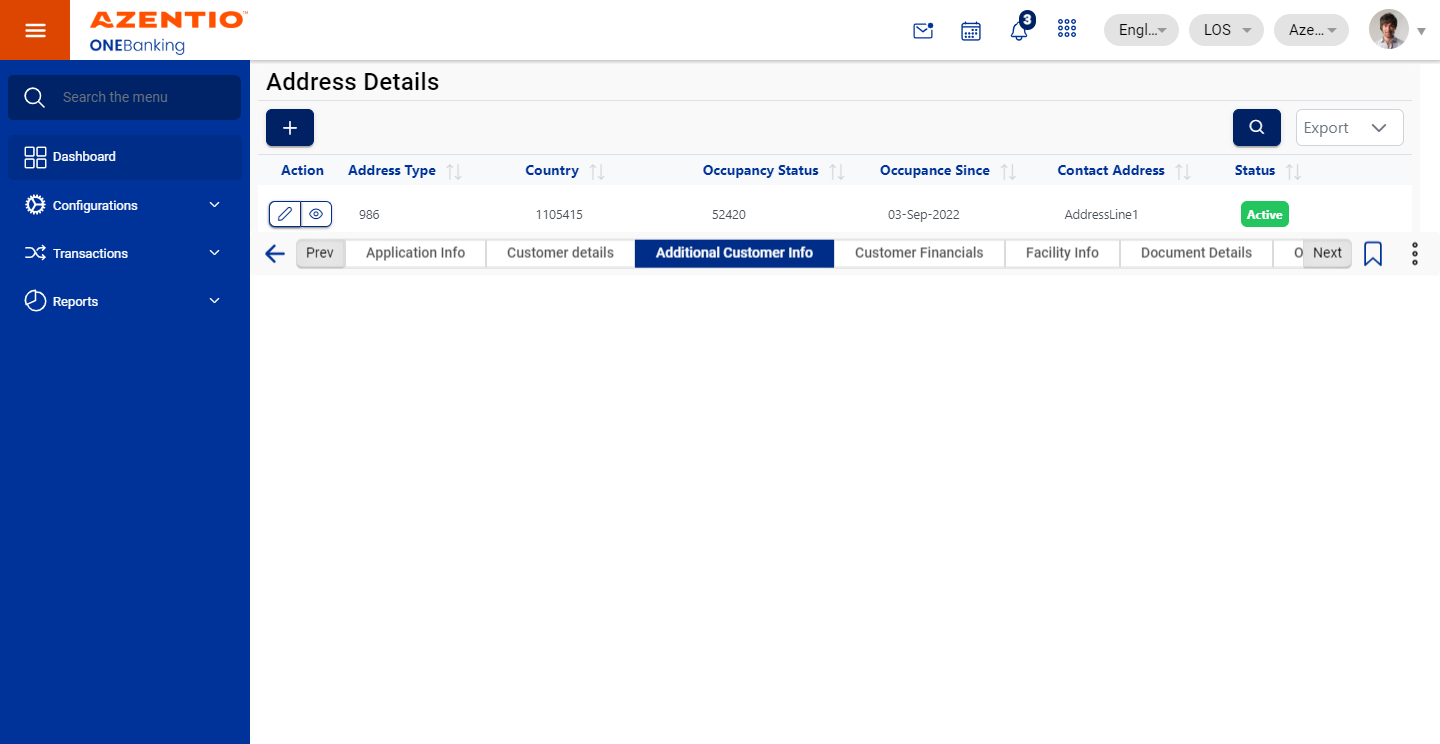 AZENTIO™
ONEBanking
3
Engl...
LOS
Aze...
Search the menu
Dashboard
Configurations
Transactions
Reports
Address Details
+
Export
Action Address Type Country Occupancy Status Occupance Since Contact Address Status
986 1105415 52420 03-Sep-2022 AddressLine1 Active
Prev Application Info Customer details Additional Customer Info Customer Financials Facility Info Document Details O Next